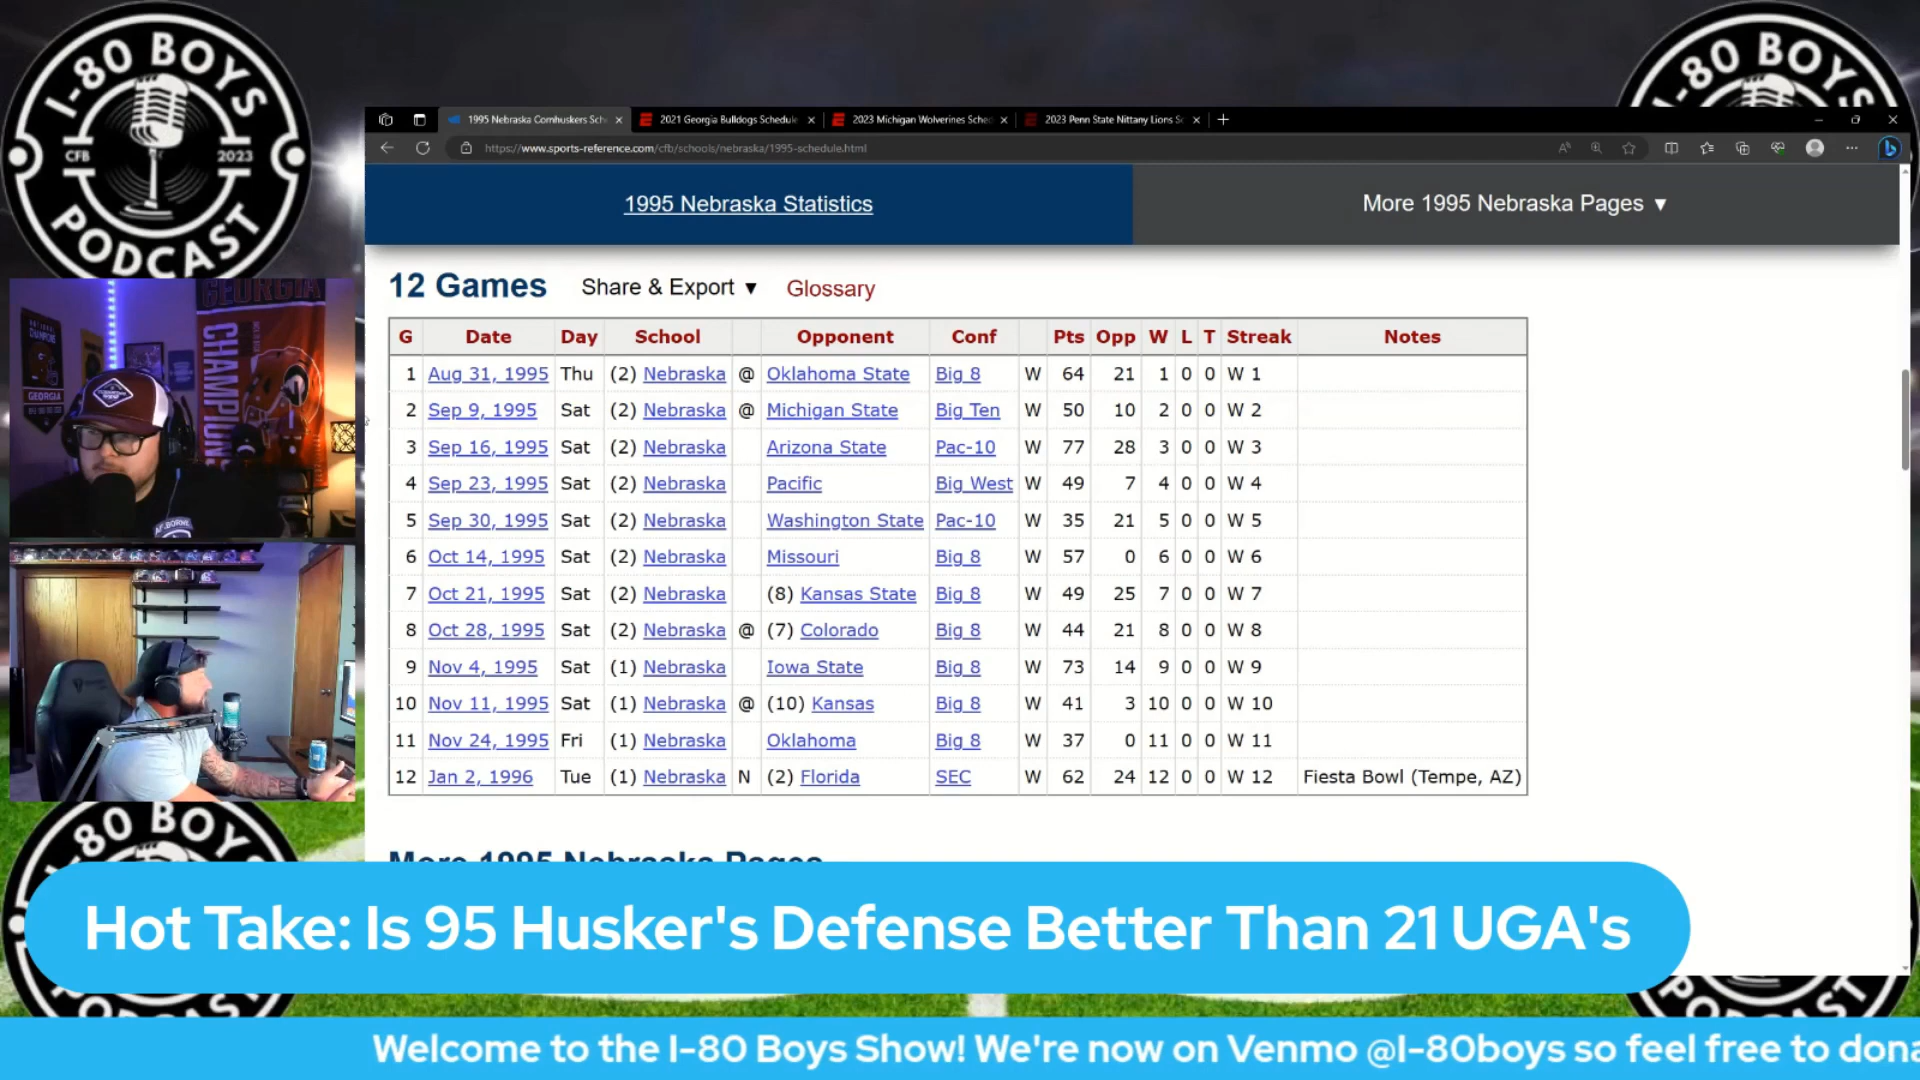 I-80 BOYS
CFB 2023
PODCAST
I-80 BOYS
1995 Nebraska Cornhuskers Sch
2021 Georgia Bulldogs Schedule
2023 Michigan Wolverines Sched
2023 Penn State Nittany Lions Sc
https://www.sports-reference.com/cfb/schools/nebraska/1995-schedule.html
1995 Nebraska Statistics
More 1995 Nebraska Pages ▼
12 Games Share & Export ▼ Glossary
G Date Day School Opponent Conf Pts Opp W L T Streak Notes
1 Aug 31, 1995 Thu (2) Nebraska @ Oklahoma State Big 8 W 64 21 1 0 0 W 1
2 Sep 9, 1995 Sat (2) Nebraska @ Michigan State Big Ten W 50 10 2 0 0 W 2
3 Sep 16, 1995 Sat (2) Nebraska Arizona State Pac-10 W 77 28 3 0 0 W 3
4 Sep 23, 1995 Sat (2) Nebraska Pacific Big West W 49 7 4 0 0 W 4
5 Sep 30, 1995 Sat (2) Nebraska Washington State Pac-10 W 35 21 5 0 0 W 5
6 Oct 14, 1995 Sat (2) Nebraska Missouri Big 8 W 57 0 6 0 0 W 6
7 Oct 21, 1995 Sat (2) Nebraska (8) Kansas State Big 8 W 49 25 7 0 0 W 7
8 Oct 28, 1995 Sat (2) Nebraska @ (7) Colorado Big 8 W 44 21 8 0 0 W 8
9 Nov 4, 1995 Sat (1) Nebraska Iowa State Big 8 W 73 14 9 0 0 W 9
10 Nov 11, 1995 Sat (1) Nebraska @ (10) Kansas Big 8 W 41 3 10 0 0 W 10
11 Nov 24, 1995 Fri (1) Nebraska Oklahoma Big 8 W 37 0 11 0 0 W 11
12 Jan 2, 1996 Tue (1) Nebraska N (2) Florida SEC W 62 24 12 0 0 W 12 Fiesta Bowl (Tempe, AZ)
More 1995 Nebraska Pages
GEORGIA
CHAMPIONS
GEORGIA
I-80 BOYS
PODCAST
PODCAST
Hot Take: Is 95 Husker's Defense Better Than 21 UGA's
Welcome to the I-80 Boys Show! We're now on Venmo @I-80boys so feel free to dona